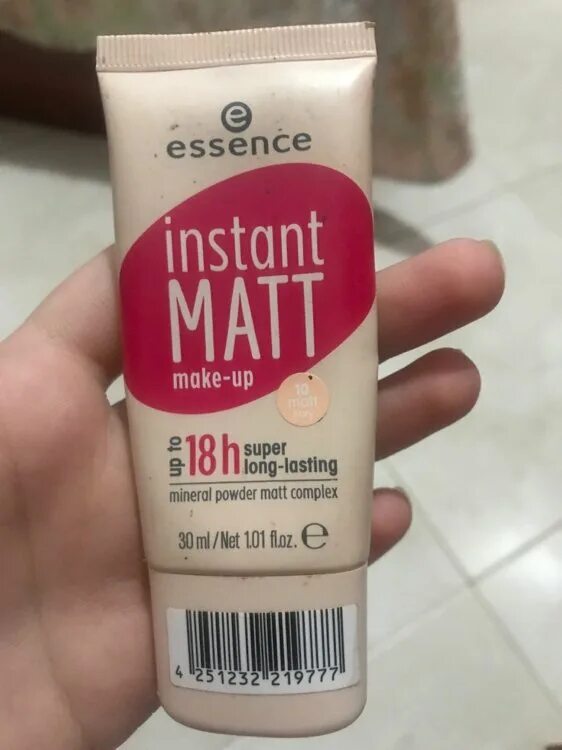 e
essence
instant
MATT
make-up
10
matt
up to 18h super
long-lasting
mineral powder matt complex
30 ml/Net 1.01 fl.oz. e
4 251232 219777